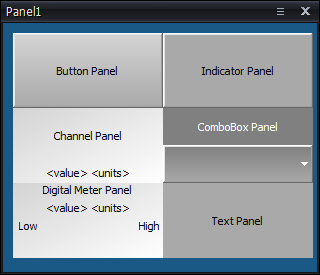 Panel1
Button Panel
Indicator Panel
Channel Panel
<value> <units>
ComboBox Panel
Digital Meter Panel
<value> <units>
Low
High
Text Panel